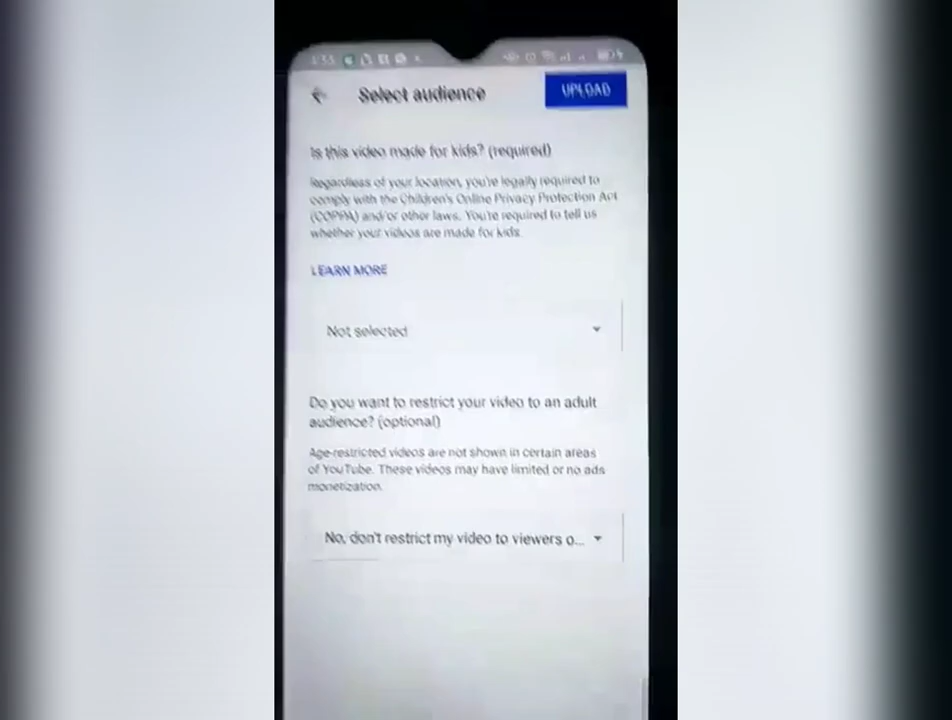 1:55
Select audience
UPLOAD
Is this video made for kids? (required)
Regardless of your location, you're legally required to
comply with the Children's Online Privacy Protection Act
(COPPA) and/or other laws. You're required to tell us
whether your videos are made for kids.
LEARN MORE
Not selected
Do you want to restrict your video to an adult
audience? (optional)
Age-restricted videos are not shown in certain areas
of YouTube. These videos may have limited or no ads
monetization.
No, don't restrict my video to viewers o...